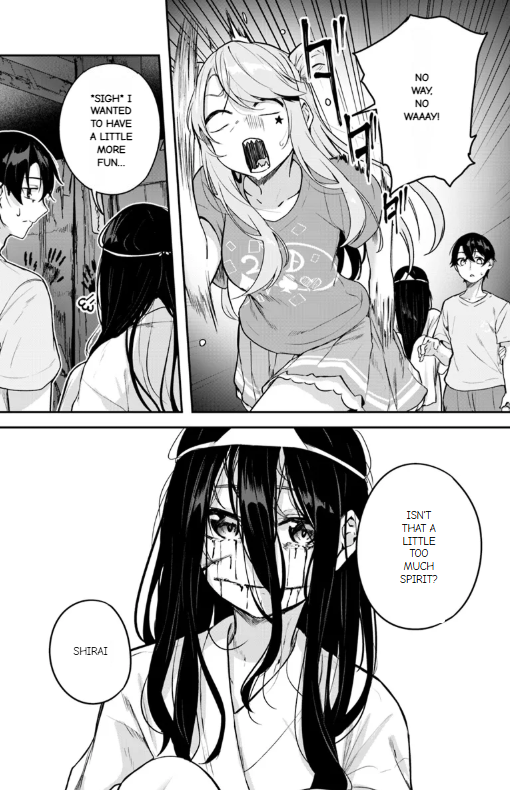 NO
WAY,
NO
WAAAY!
*SIGH* I
WANTED
TO HAVE
A LITTLE
MORE
FUN...
ISN'T
THAT A
LITTLE
TOO
MUCH
SPIRIT?
SHIRAI